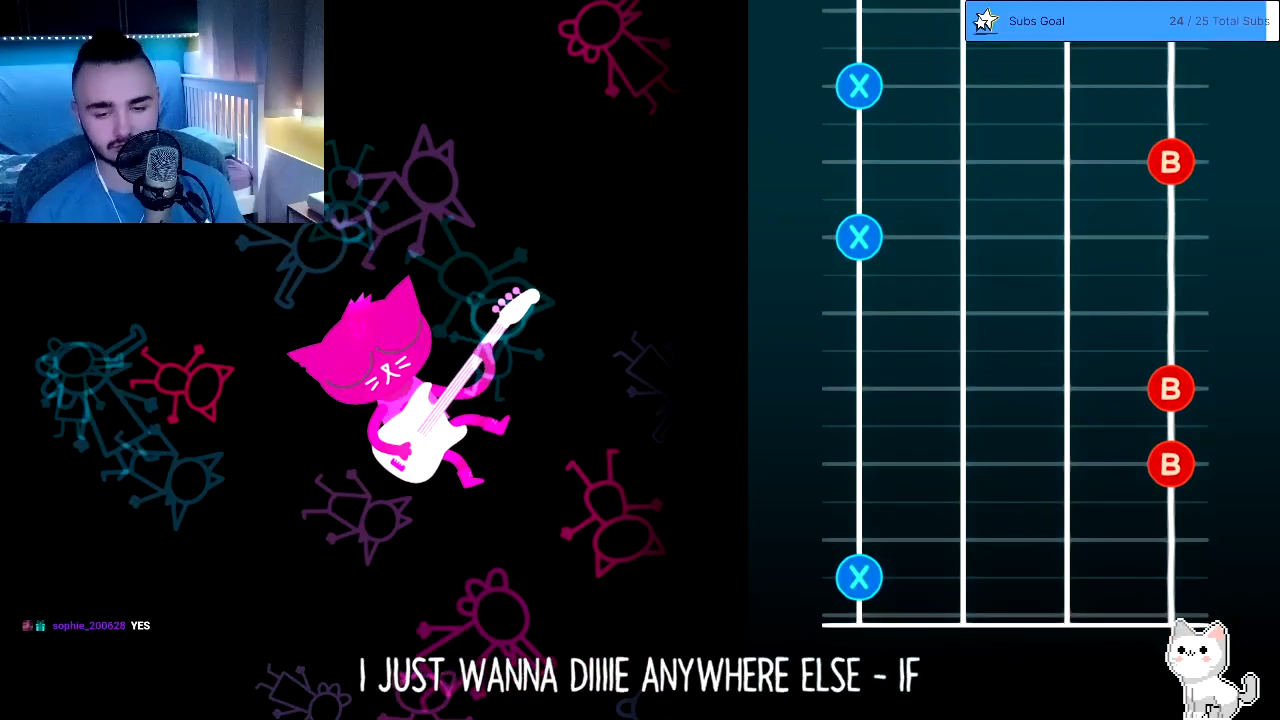 Subs Goal 24 / 25 Total Subs
X
B
X
B
B
X
sophie_200628 YES
I JUST WANNA DIIIIE ANYWHERE ELSE - IF